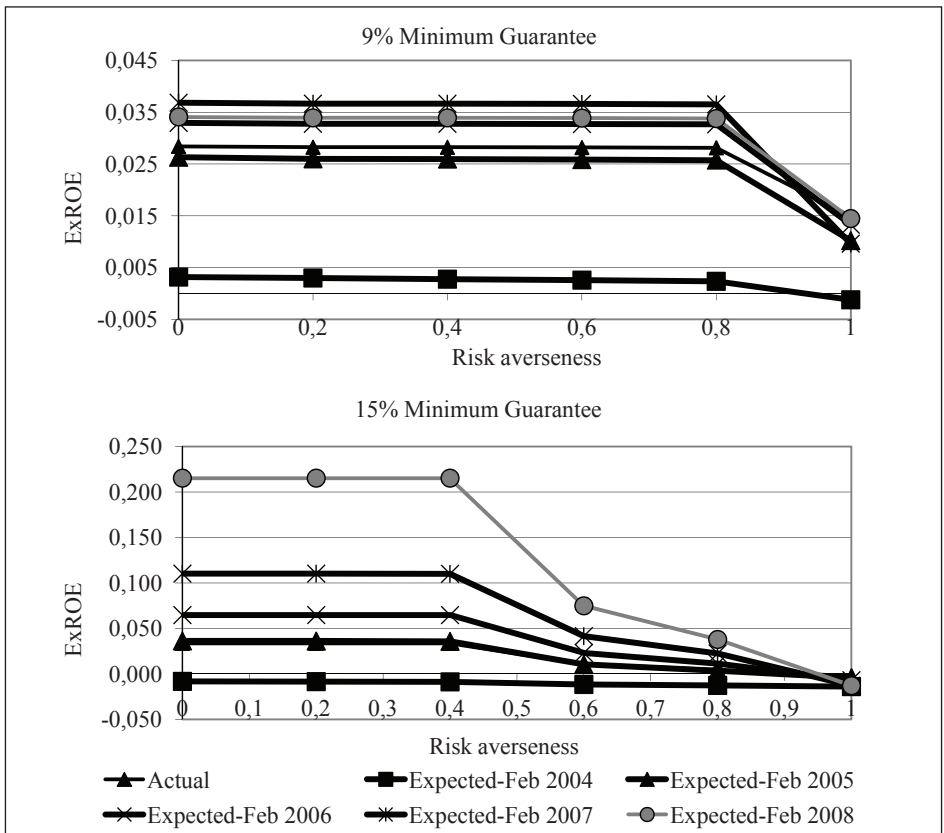 9% Minimum Guarantee
0,045
0,035
0,025
0,015
0,005
-0,005
ExROE
0 0,2 0,4 0,6 0,8 1
Risk averseness
15% Minimum Guarantee
0,250
0,200
0,150
0,100
0,050
0,000
-0,050
ExROE
0 0,1 0,2 0,3 0,4 0,5 0,6 0,7 0,8 0,9 1
Risk averseness
Actual Expected-Feb 2004 Expected-Feb 2005
Expected-Feb 2006 Expected-Feb 2007 Expected-Feb 2008